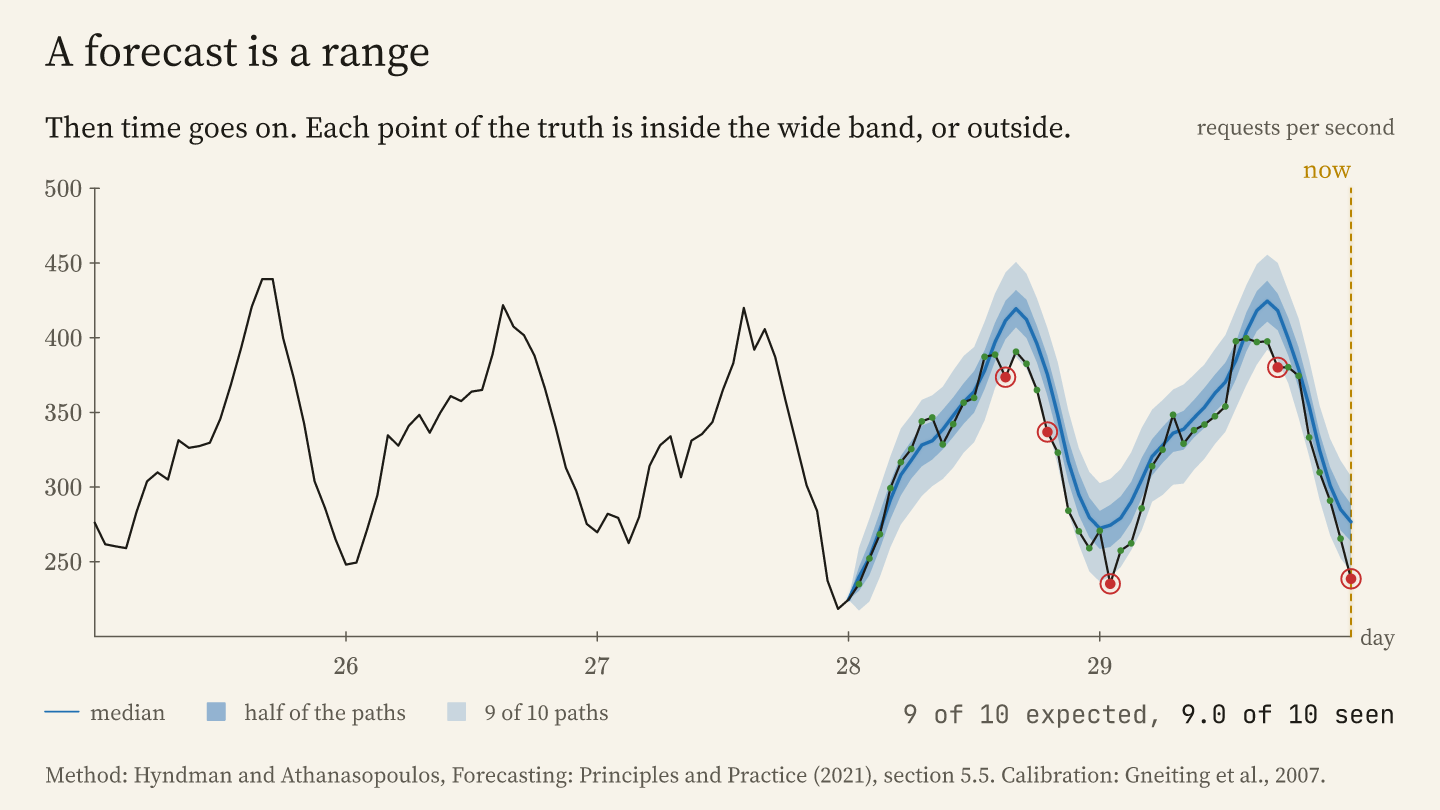 A forecast is a range
Then time goes on. Each point of the truth is inside the wide band, or outside.
requests per second
now
500
450
400
350
300
250
26
27
28
29
day
median
half of the paths
9 of 10 paths
9 of 10 expected, 9.0 of 10 seen
Method: Hyndman and Athanasopoulos, Forecasting: Principles and Practice (2021), section 5.5. Calibration: Gneiting et al., 2007.